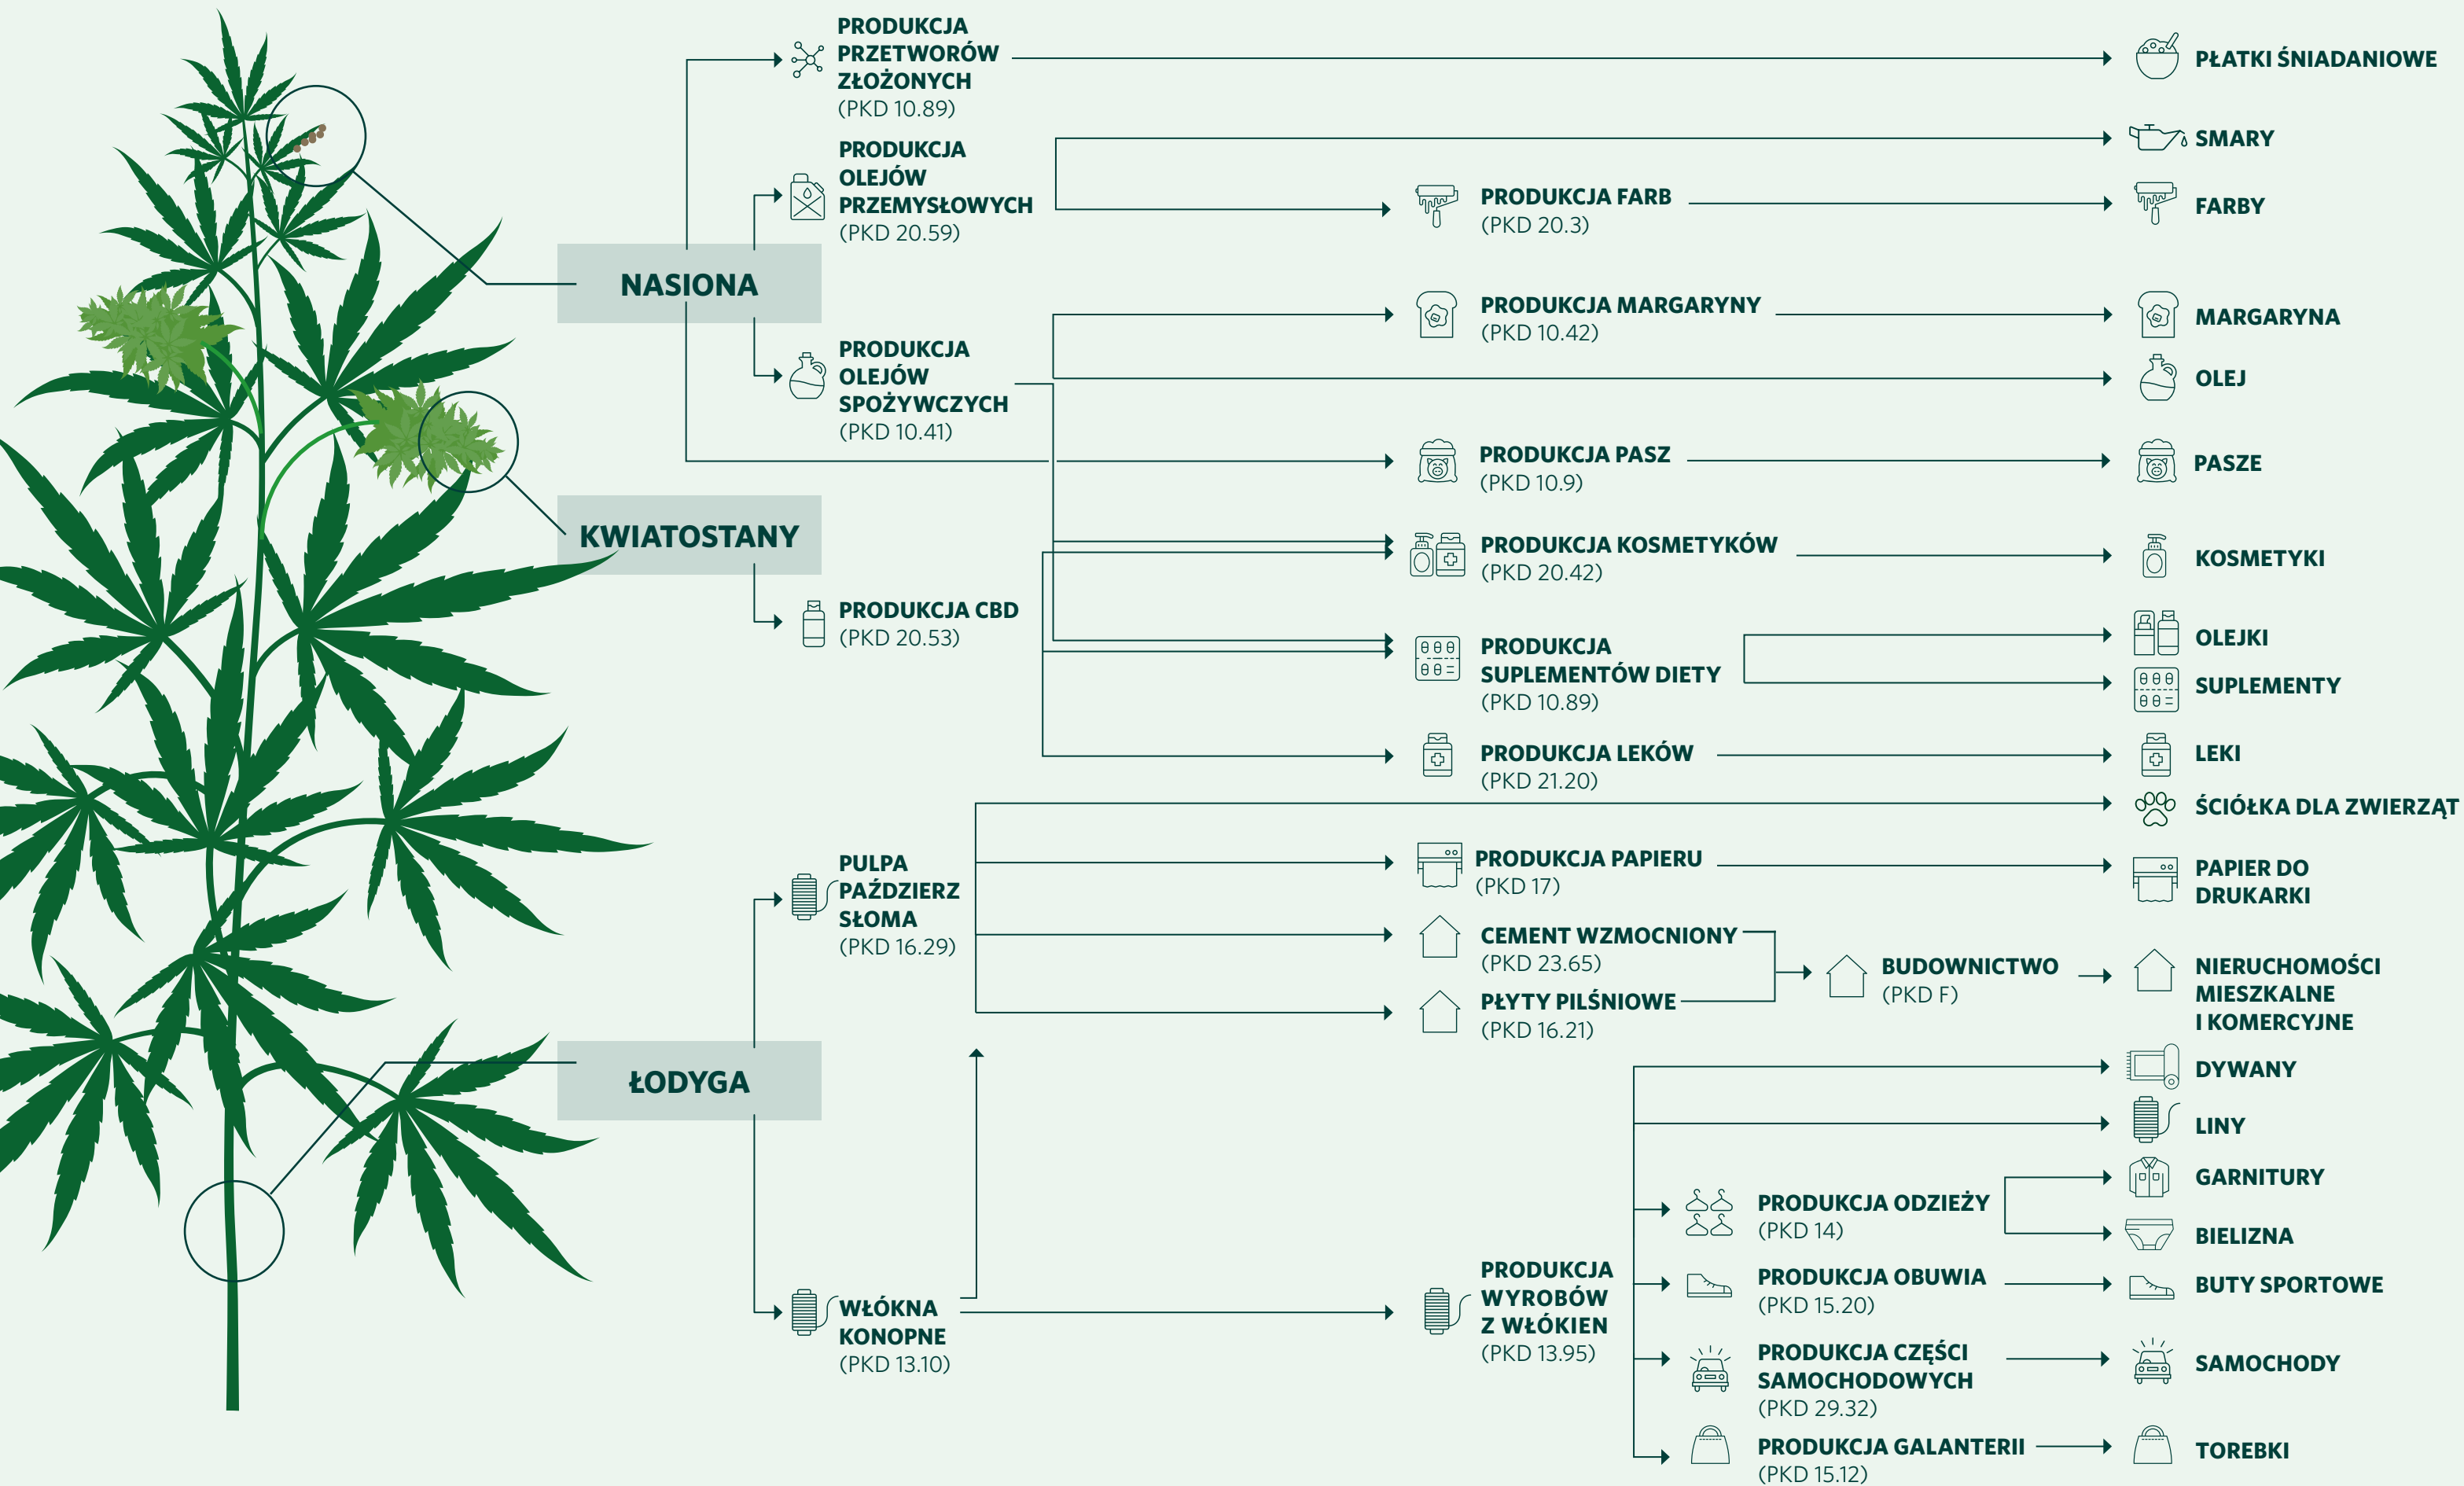 PRODUKCJA
PRZETWORÓW
ZŁOŻONYCH
(PKD 10.89)
PŁATKI ŚNIADANIOWE
PRODUKCJA
OLEJÓW
PRZEMYSŁOWYCH
(PKD 20.59)
SMARY
PRODUKCJA FARB
(PKD 20.3)
FARBY
NASIONA
PRODUKCJA
OLEJÓW
SPOŻYWCZYCH
(PKD 10.41)
PRODUKCJA MARGARYNY
(PKD 10.42)
MARGARYNA
OLEJ
PRODUKCJA PASZ
(PKD 10.9)
PASZE
KWIATOSTANY
PRODUKCJA CBD
(PKD 20.53)
PRODUKCJA KOSMETYKÓW
(PKD 20.42)
KOSMETYKI
PRODUKCJA
SUPLEMENTÓW DIETY
(PKD 10.89)
OLEJKI
SUPLEMENTY
PRODUKCJA LEKÓW
(PKD 21.20)
LEKI
ŚCIÓŁKA DLA ZWIERZĄT
PULPA
PAŹDZIERZ
SŁOMA
(PKD 16.29)
PRODUKCJA PAPIERU
(PKD 17)
PAPIER DO
DRUKARKI
CEMENT WZMOCNIONY
(PKD 23.65)
PŁYTY PILŚNIOWE
(PKD 16.21)
BUDOWNICTWO
(PKD F)
NIERUCHOMOŚCI
MIESZKALNE
I KOMERCYJNE
ŁODYGA
WŁÓKNA
KONOPNE
(PKD 13.10)
PRODUKCJA
WYROBÓW
Z WŁÓKIEN
(PKD 13.95)
DYWANY
LINY
PRODUKCJA ODZIEŻY
(PKD 14)
GARNITURY
BIELIZNA
PRODUKCJA OBUWIA
(PKD 15.20)
BUTY SPORTOWE
PRODUKCJA CZĘŚCI
SAMOCHODOWYCH
(PKD 29.32)
SAMOCHODY
PRODUKCJA GALANTERII
(PKD 15.12)
TOREBKI